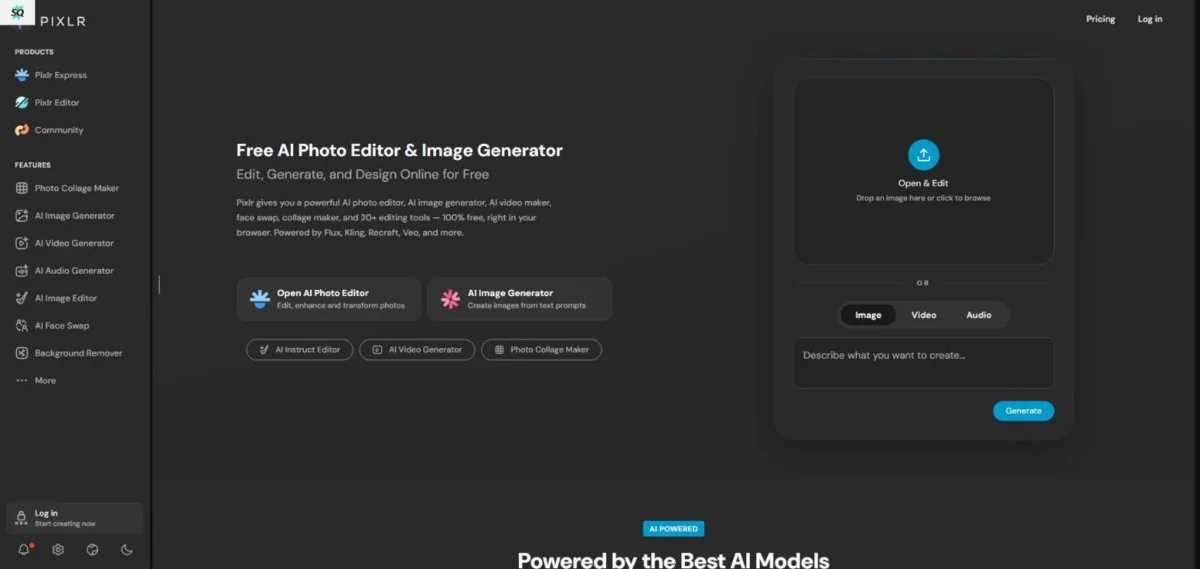 SQ
PIXLR
Pricing
Log in
PRODUCTS
Pixlr Express
Pixlr Editor
Community
FEATURES
Photo Collage Maker
AI Image Generator
AI Video Generator
AI Audio Generator
AI Image Editor
AI Face Swap
Background Remover
More
Log in
Start creating now
Free AI Photo Editor & Image Generator
Edit, Generate, and Design Online for Free
Pixlr gives you a powerful AI photo editor, AI image generator, AI video maker,
face swap, collage maker, and 20+ editing tools — 100% free, right in your
browser. Powered by Flux, Kling, Recraft, Veo, and more.
Open AI Photo Editor
Edit, enhance and transform photos
AI Image Generator
Create images from text prompts
AI Instruct Editor
AI Video Generator
Photo Collage Maker
Open & Edit
Drop an image here or click to browse
OR
Image Video Audio
Describe what you want to create...
Generate
AI POWERED
Powered by the Best AI Models